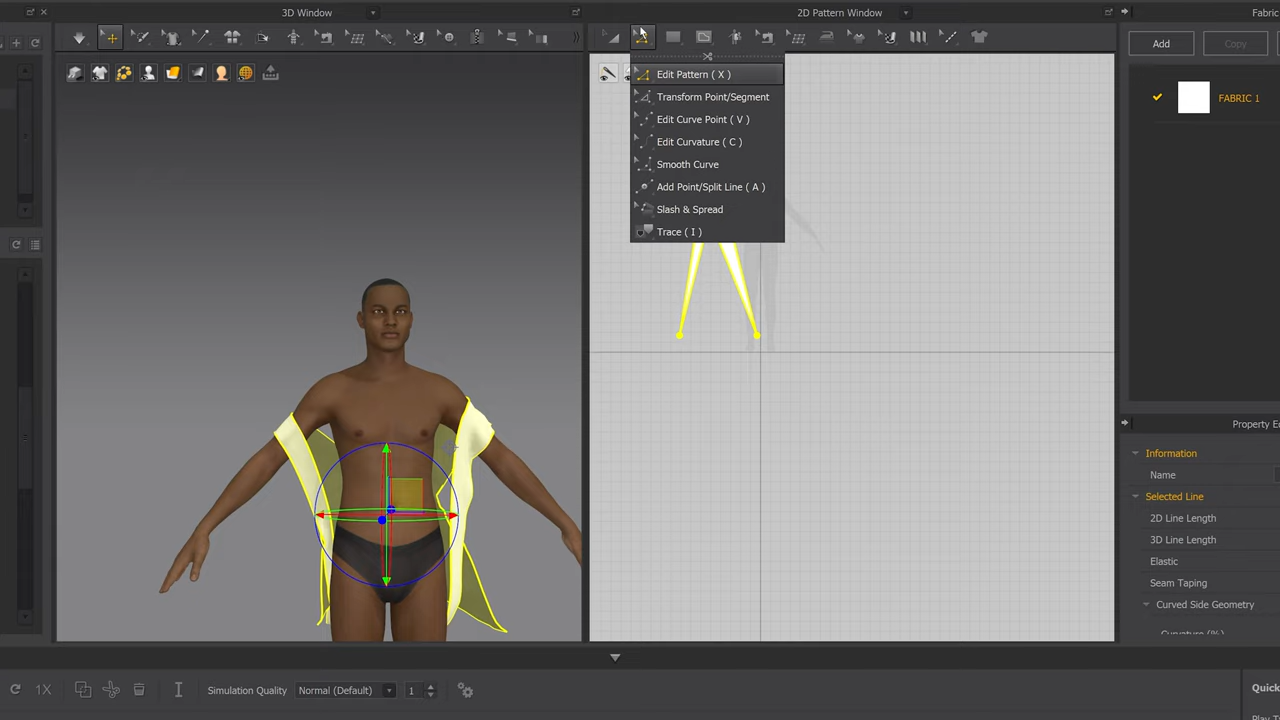 3D Window
2D Pattern Window
Fabric
Add
Copy
FABRIC 1
Edit Pattern ( X )
Transform Point/Segment
Edit Curve Point ( V )
Edit Curvature ( C )
Smooth Curve
Add Point/Split Line ( A )
Slash & Spread
Trace ( I )
Property E
Information
Name
Selected Line
2D Line Length
3D Line Length
Elastic
Seam Taping
Curved Side Geometry
Curvature (%)
1X
Simulation Quality
Normal (Default)
1
Quick
Play T